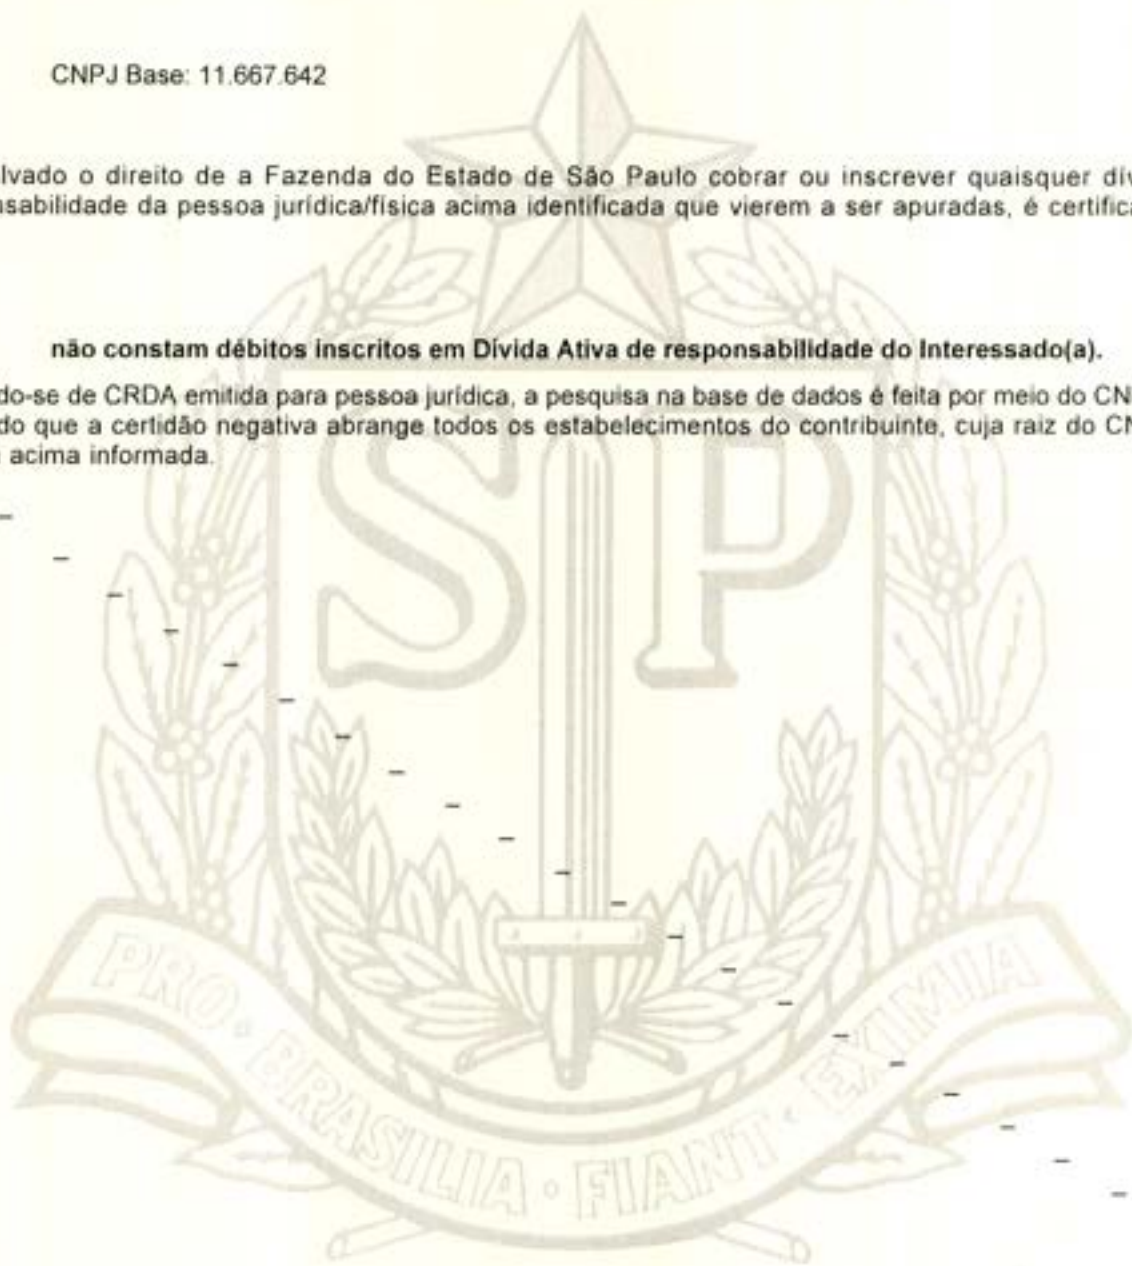 CNPJ Base: 11.667.642
lvado o direito de a Fazenda do Estado de São Paulo cobrar ou inscrever quaisquer dív
nsabilidade da pessoa jurídica/física acima identificada que vierem a ser apuradas, é certifica
não constam débitos inscritos em Dívida Ativa de responsabilidade do Interessado(a).
do-se de CRDA emitida para pessoa jurídica, a pesquisa na base de dados é feita por meio do CN
do que a certidão negativa abrange todos os estabelecimentos do contribuinte, cuja raiz do CN
acima informada.
SP
PRO · BRASILIA · FIANT · EXIMIA